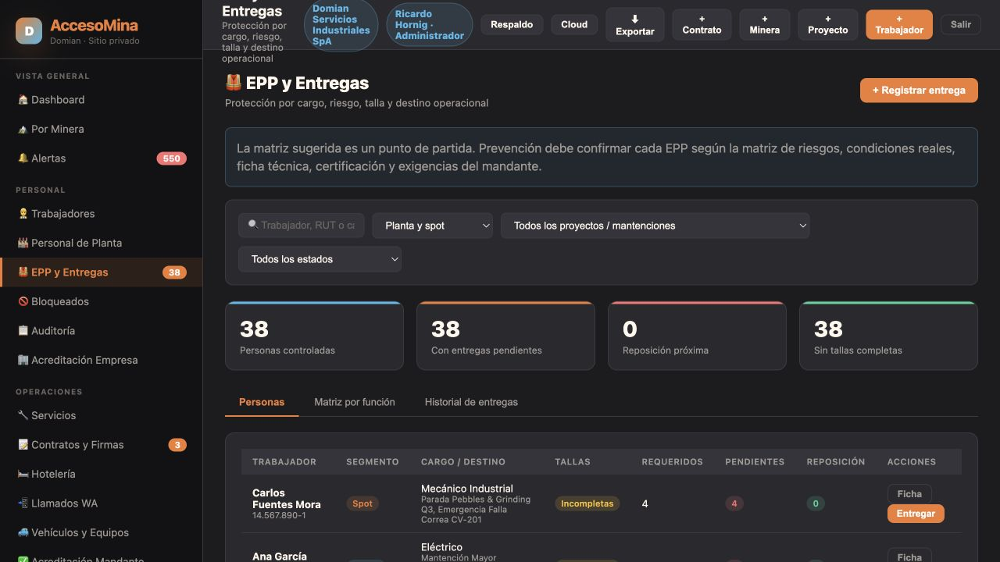 D
AccesoMina
Domian · Sitio privado
VISTA GENERAL
Dashboard
Por Minera
Alertas
550
PERSONAL
Trabajadores
Personal de Planta
EPP y Entregas
38
Bloqueados
Auditoría
Acreditación Empresa
OPERACIONES
Servicios
Contratos y Firmas
3
Hotelería
Llamados WA
Vehículos y Equipos
Acreditación Mandante
Entregas
Protección por
cargo, riesgo,
talla y destino
operacional
Domian
Servicios
Industriales
SpA
Ricardo
Hornig ·
Administrador
Respaldo
Cloud
⬇
Exportar
+
Contrato
+
Minera
+
Proyecto
+
Trabajador
Salir
EPP y Entregas
Protección por cargo, riesgo, talla y destino operacional
+ Registrar entrega
La matriz sugerida es un punto de partida. Prevención debe confirmar cada EPP según la matriz de riesgos, condiciones reales,
ficha técnica, certificación y exigencias del mandante.
Trabajador, RUT o ca
Planta y spot
Todos los proyectos / mantenciones
Todos los estados
38
Personas controladas
38
Con entregas pendientes
0
Reposición próxima
38
Sin tallas completas
Personas
Matriz por función
Historial de entregas
TRABAJADOR SEGMENTO CARGO / DESTINO TALLAS REQUERIDOS PENDIENTES REPOSICIÓN ACCIONES
Carlos
Fuentes Mora
14.567.890-1
Spot
Mecánico Industrial
Parada Pebbles & Grinding
Q3, Emergencia Falla
Correa CV-201
Incompletas
4
4
0
Ficha
Entregar
Ana García
Eléctrico
Mantención Mayor
Ficha